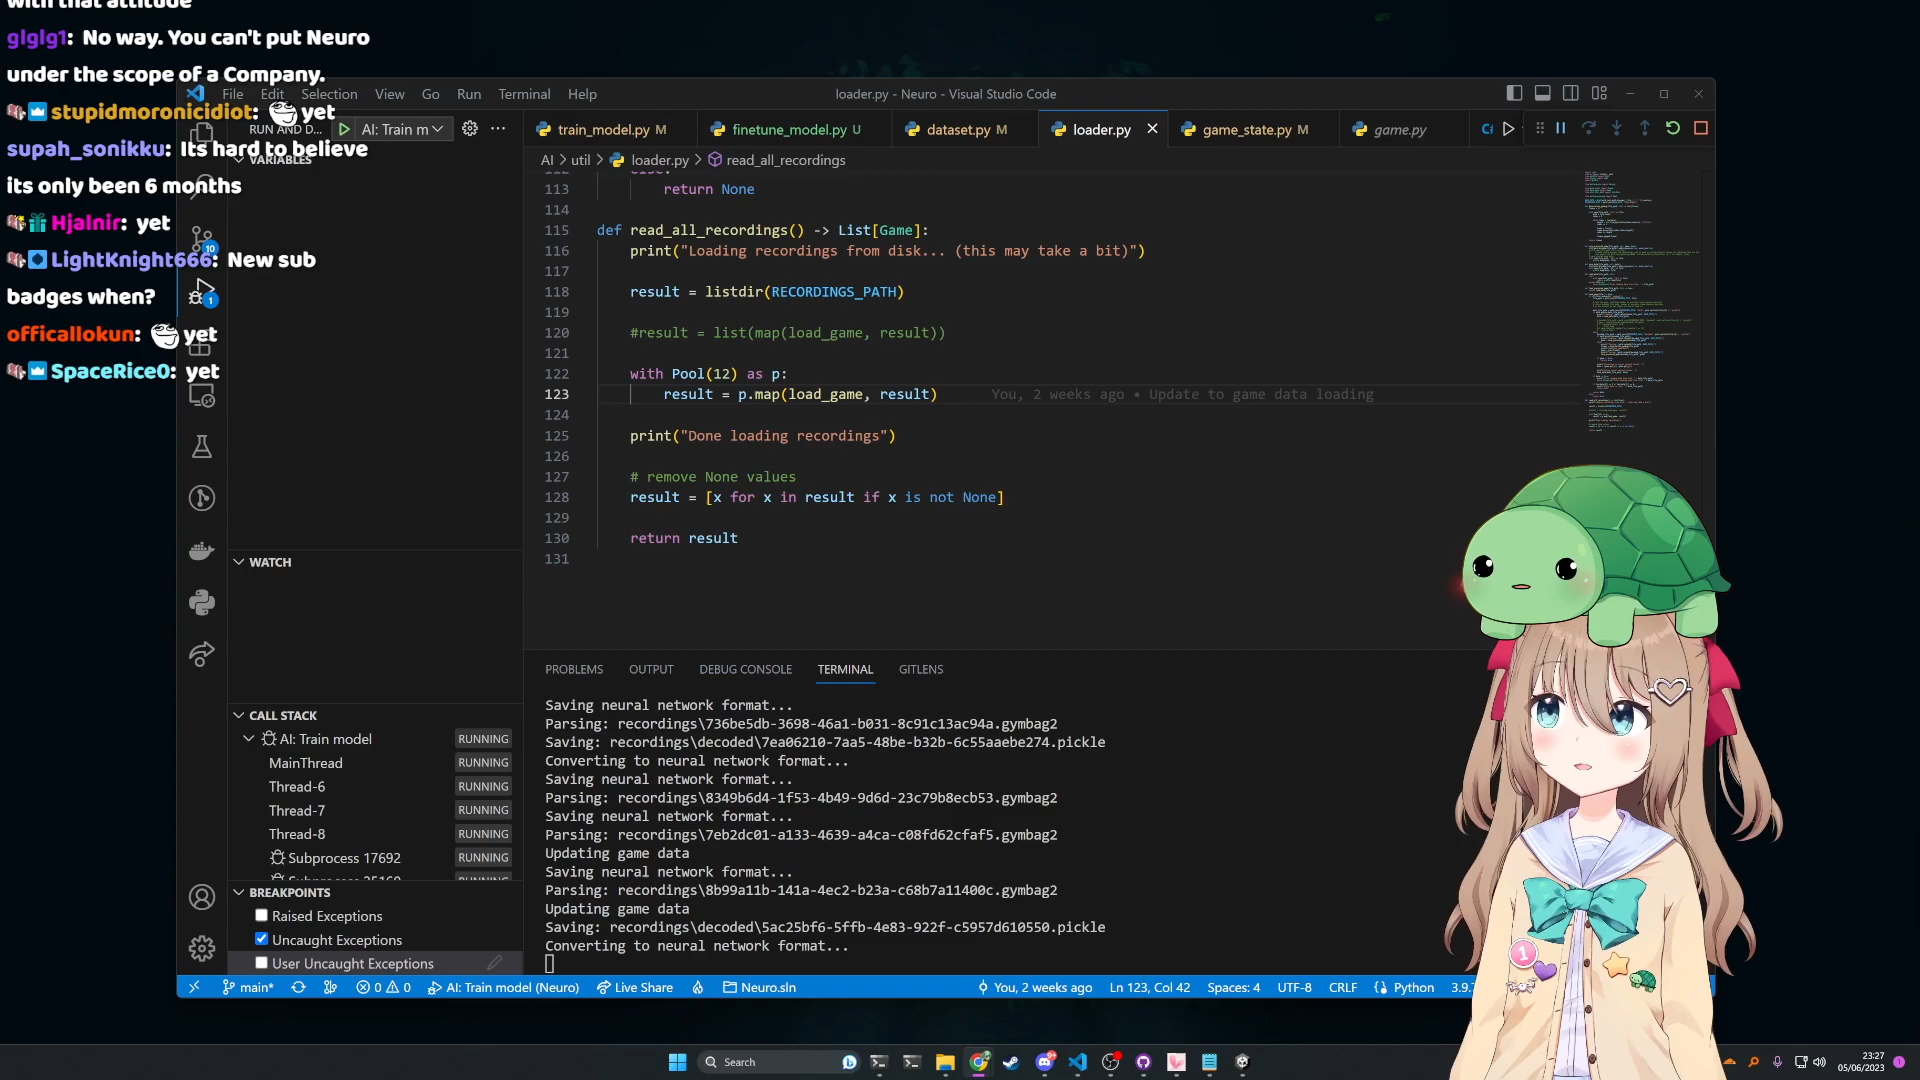 with that attitude
glglg1: No way. You can't put Neuro
under the scope of a Company.
stupidmoronicidiot: yet
supah_sonikku: Its hard to believe
its only been 6 months
Hjalnir: yet
LightKnight666: New sub
badges when?
officallokun: yet
SpaceRice0: yet
File Edit Selection View Go Run Terminal Help
loader.py - Neuro - Visual Studio Code
RUN AND D... AI: Train m
train_model.py M
finetune_model.py U
dataset.py M
loader.py
game_state.py M
game.py
VARIABLES
AI > util > loader.py > read_all_recordings
113 return None
114
115 def read_all_recordings() -> List[Game]:
116 print("Loading recordings from disk... (this may take a bit)")
117
118 result = listdir(RECORDINGS_PATH)
119
120 #result = list(map(load_game, result))
121
122 with Pool(12) as p:
123 result = p.map(load_game, result) You, 2 weeks ago • Update to game data loading
124
125 print("Done loading recordings")
126
127 # remove None values
128 result = [x for x in result if x is not None]
129
130 return result
131
10
1
WATCH
CALL STACK
AI: Train model RUNNING
MainThread RUNNING
Thread-6 RUNNING
Thread-7 RUNNING
Thread-8 RUNNING
Subprocess 17692 RUNNING
BREAKPOINTS
Raised Exceptions
Uncaught Exceptions
User Uncaught Exceptions
PROBLEMS OUTPUT DEBUG CONSOLE TERMINAL GITLENS
Saving neural network format...
Parsing: recordings\736be5db-3698-46a1-b031-8c91c13ac94a.gymbag2
Saving: recordings\decoded\7ea06210-7aa5-48be-b32b-6c55aaebe274.pickle
Converting to neural network format...
Saving neural network format...
Parsing: recordings\8349b6d4-1f53-4b49-9d6d-23c79b8ecb53.gymbag2
Saving neural network format...
Parsing: recordings\7eb2dc01-a133-4639-a4ca-c08fd62cfaf5.gymbag2
Updating game data
Saving neural network format...
Parsing: recordings\8b99a11b-141a-4ec2-b23a-c68b7a11400c.gymbag2
Updating game data
Saving: recordings\decoded\5ac25bf6-5ffb-4e83-922f-c5957d610550.pickle
Converting to neural network format...
main* 0 0 AI: Train model (Neuro) Live Share Neuro.sln You, 2 weeks ago Ln 123, Col 42 Spaces: 4 UTF-8 CRLF Python 3.9.
1
Search
23:27
05/06/2023